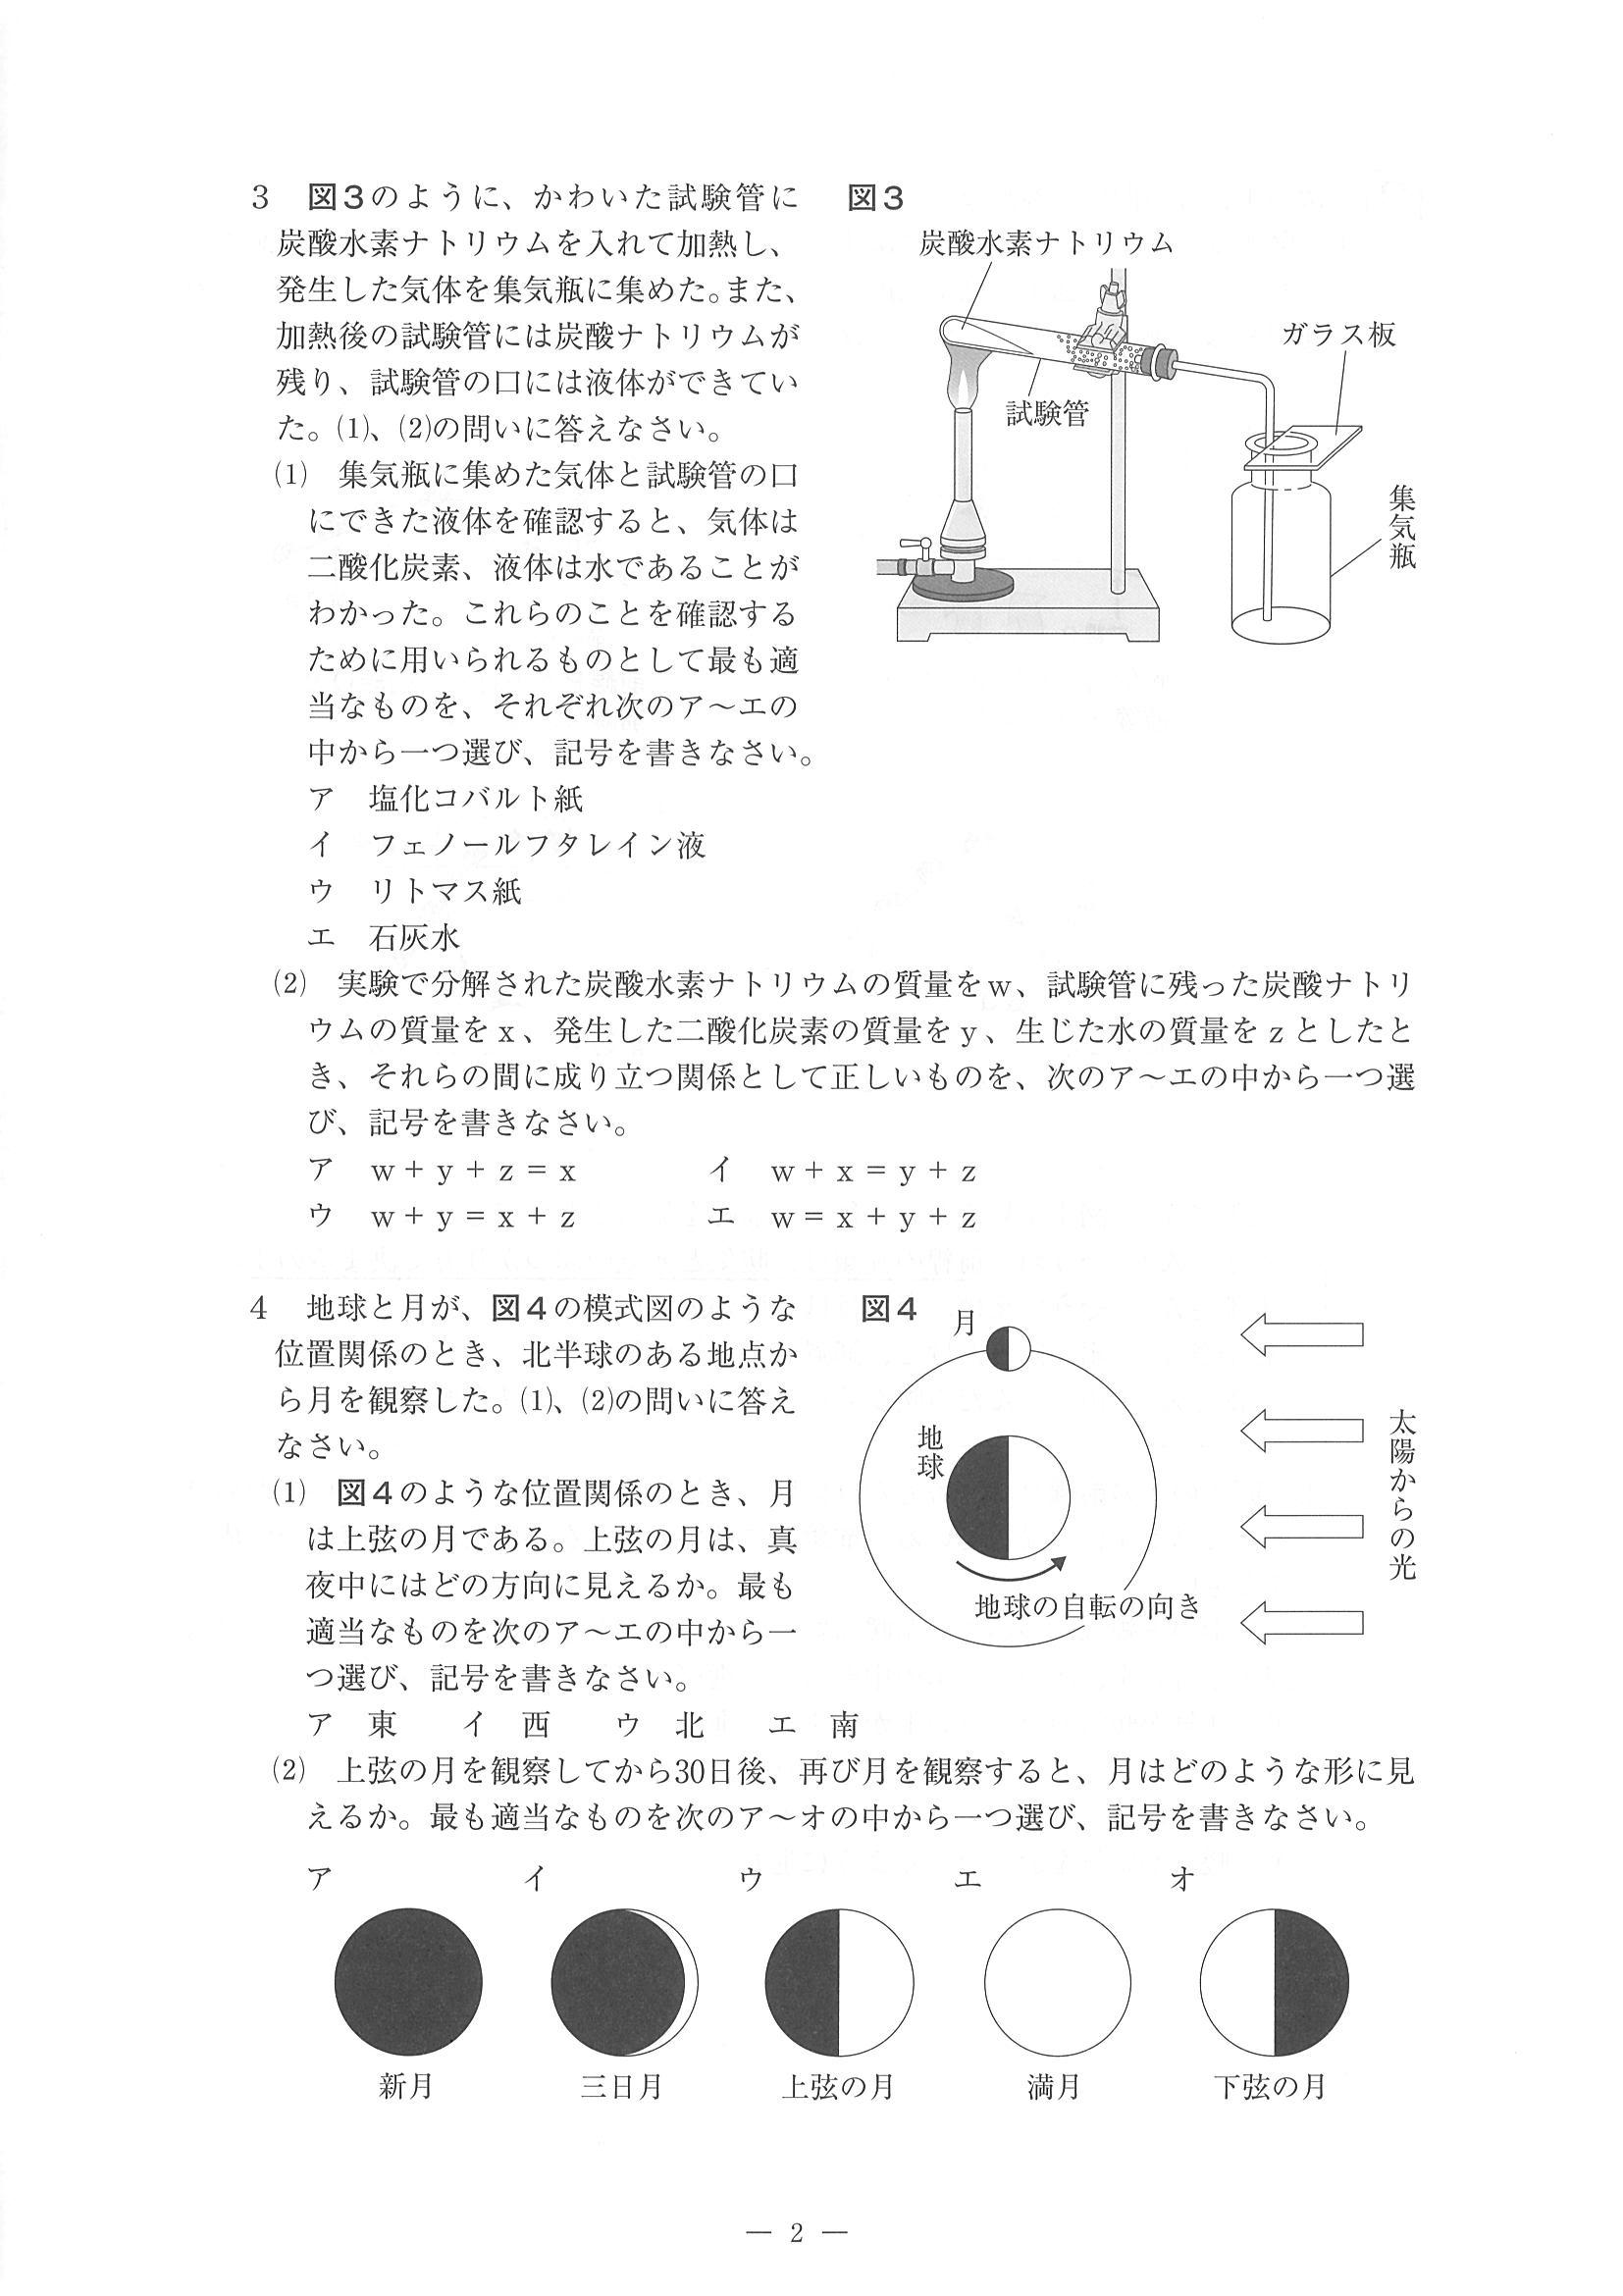 3　図3のように、かわいた試験管に
炭酸水素ナトリウムを入れて加熱し、
発生した気体を集気瓶に集めた。また、
加熱後の試験管には炭酸ナトリウムが
残り、試験管の口には液体ができてい
た。(1)、(2)の問いに答えなさい。
(1)　集気瓶に集めた気体と試験管の口
にできた液体を確認すると、気体は
二酸化炭素、液体は水であることが
わかった。これらのことを確認する
ために用いられるものとして最も適
当なものを、それぞれ次のア～エの
中から一つ選び、記号を書きなさい。
ア　塩化コバルト紙
イ　フェノールフタレイン液
ウ　リトマス紙
エ　石灰水
図3
炭酸水素ナトリウム
ガラス板
試験管
集気瓶
(2)　実験で分解された炭酸水素ナトリウムの質量をw、試験管に残った炭酸ナトリ
ウムの質量をx、発生した二酸化炭素の質量をy、生じた水の質量をzとしたと
き、それらの間に成り立つ関係として正しいものを、次のア～エの中から一つ選
び、記号を書きなさい。
ア　w＋y＋z＝x　　イ　w＋x＝y＋z
ウ　w＋y＝x＋z　　エ　w＝x＋y＋z
4　地球と月が、図4の模式図のような
位置関係のとき、北半球のある地点か
ら月を観察した。(1)、(2)の問いに答え
なさい。
(1)　図4のような位置関係のとき、月
は上弦の月である。上弦の月は、真
夜中にはどの方向に見えるか。最も
適当なものを次のア～エの中から一
つ選び、記号を書きなさい。
ア　東　　イ　西　　ウ　北　　エ　南
図4
月
地球
地球の自転の向き
太陽からの光
(2)　上弦の月を観察してから30日後、再び月を観察すると、月はどのような形に見
えるか。最も適当なものを次のア～オの中から一つ選び、記号を書きなさい。
ア　イ　ウ　エ　オ
新月　三日月　上弦の月　満月　下弦の月
― 2 ―